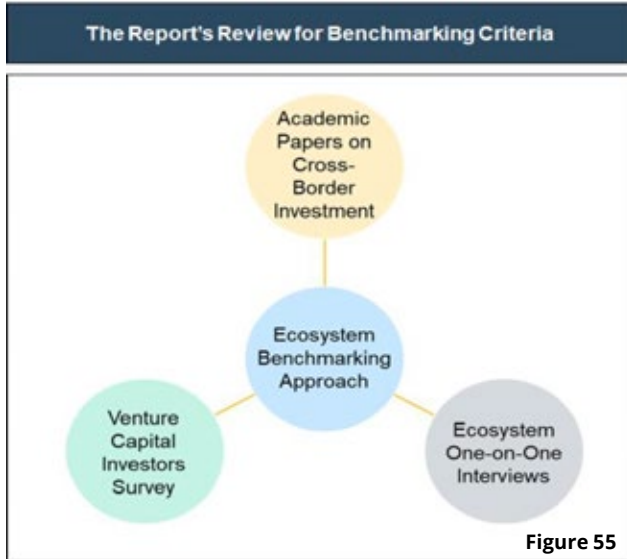 The Report's Review for Benchmarking Criteria
Academic
Papers on
Cross-
Border
Investment
Ecosystem
Benchmarking
Approach
Venture
Capital
Investors
Survey
Ecosystem
One-on-One
Interviews
Figure 55